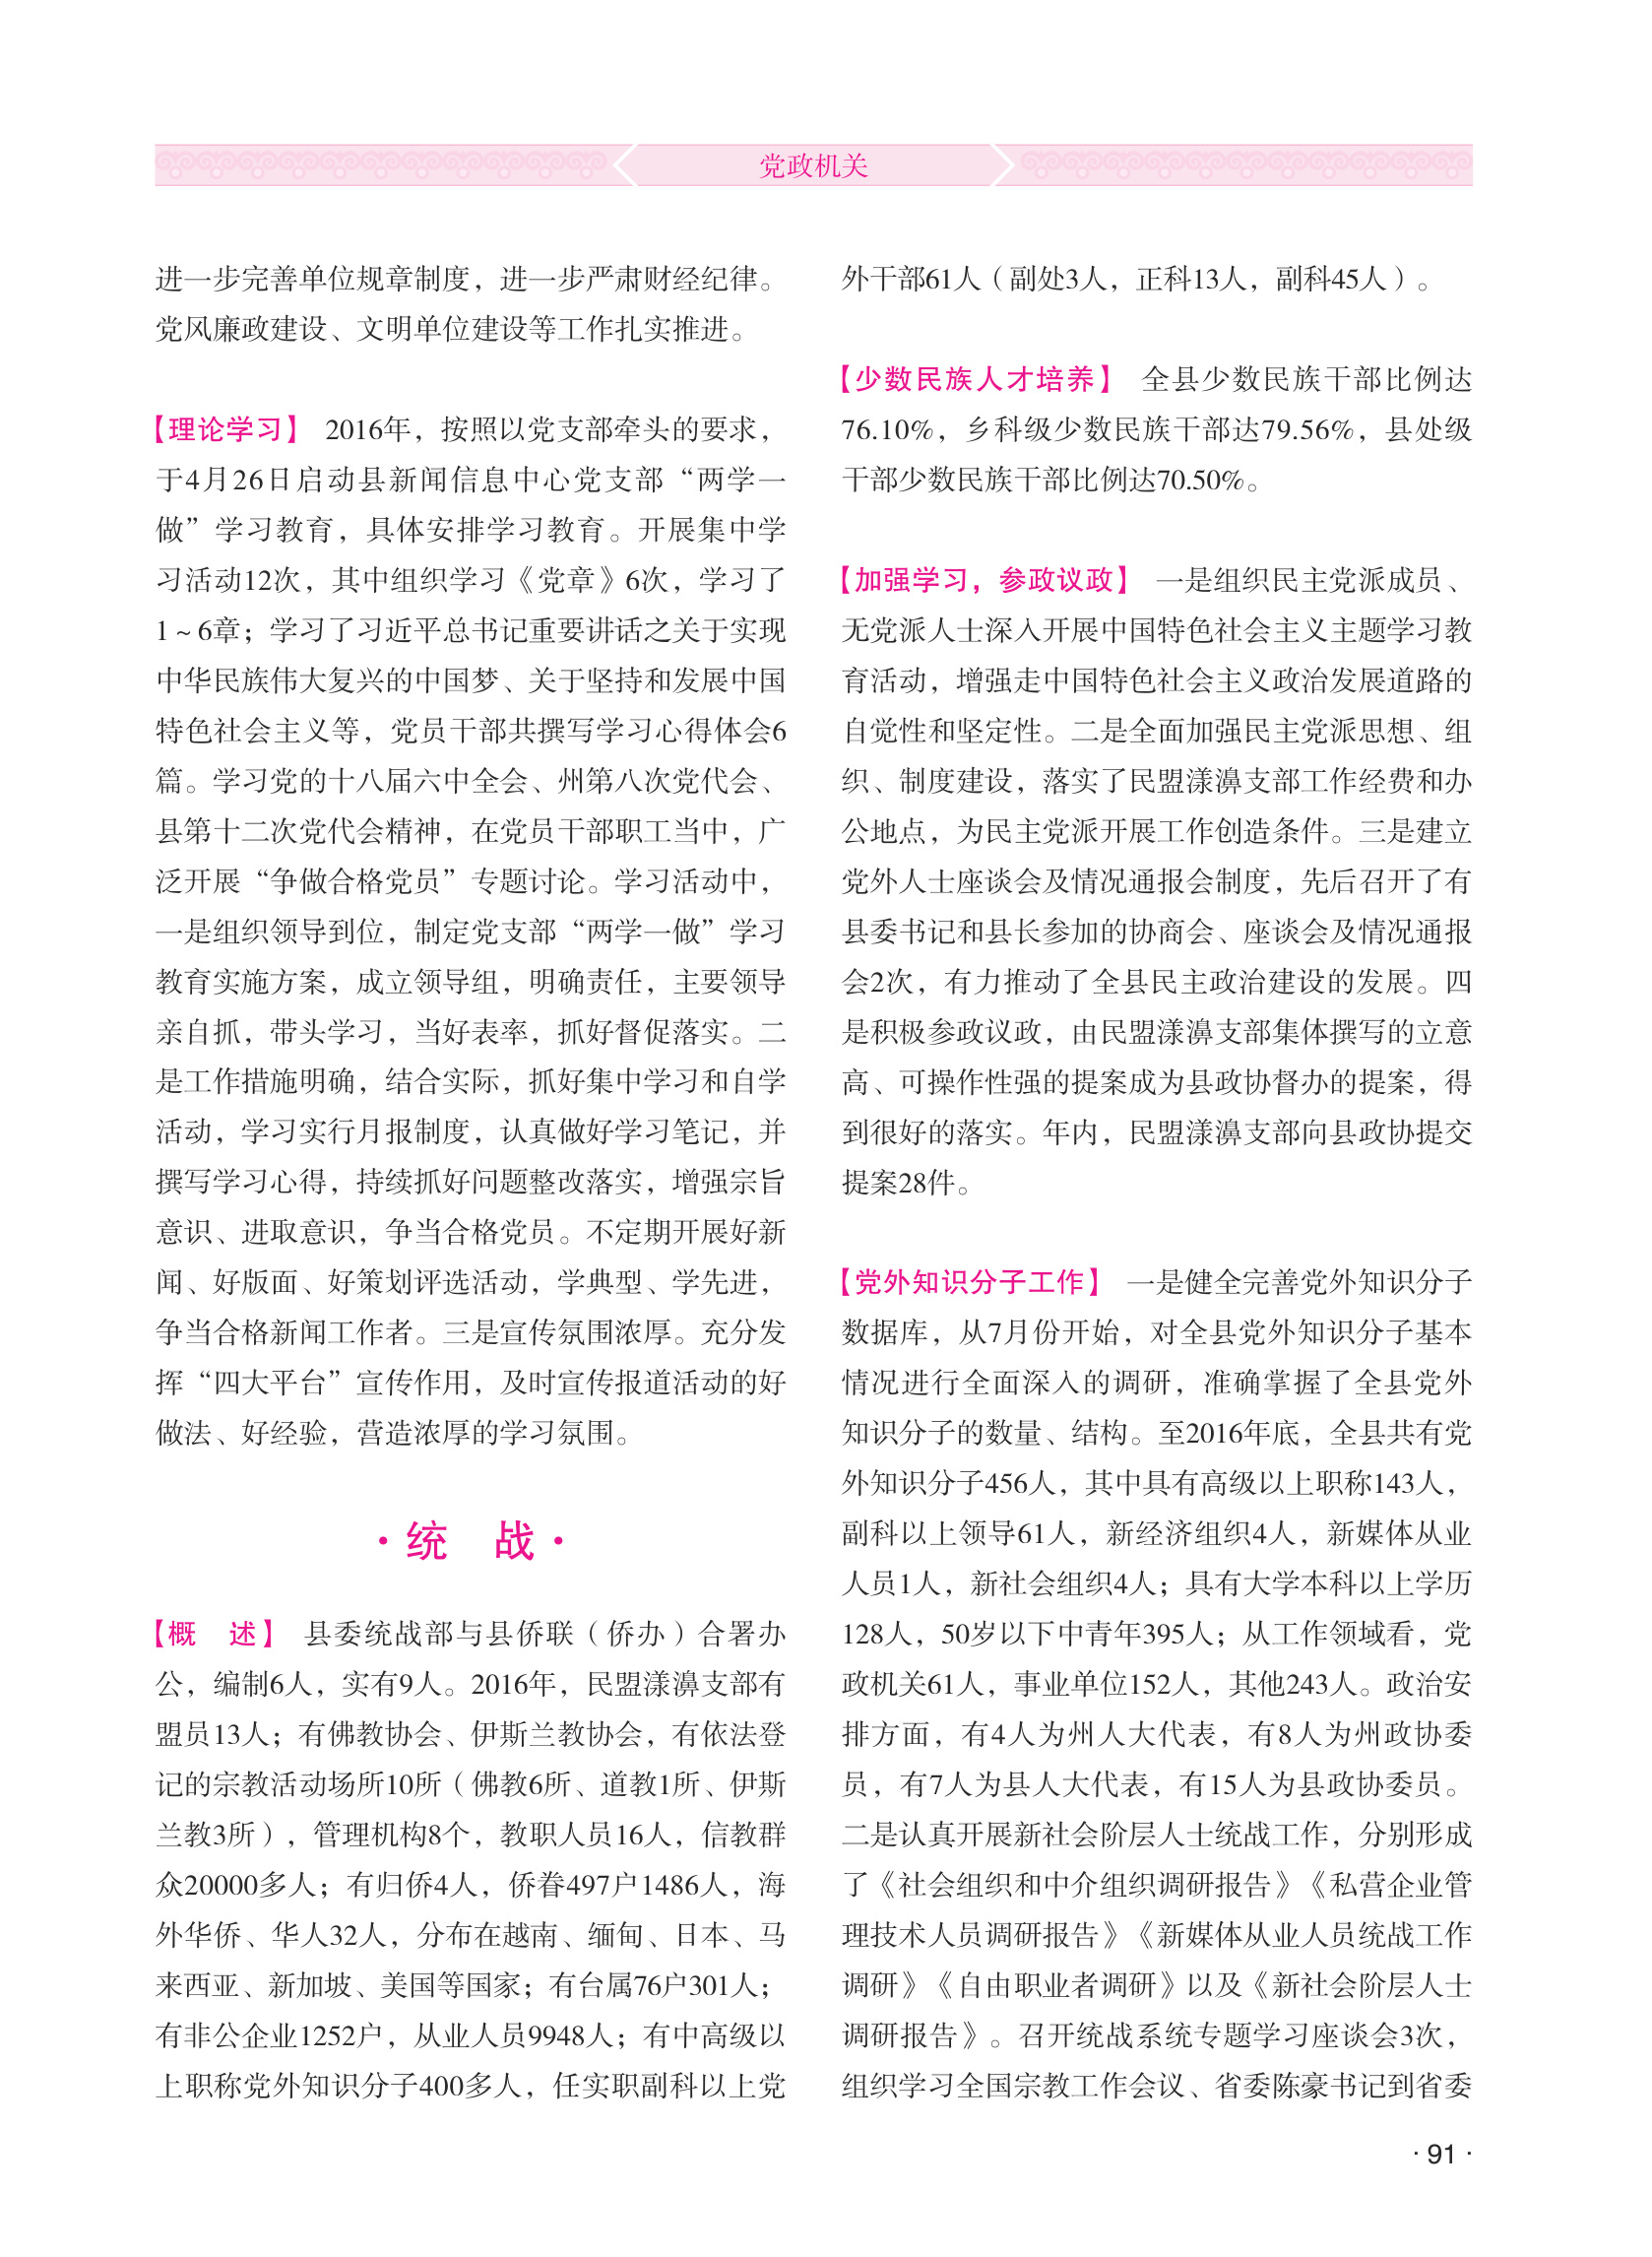 党政机关
进一步完善单位规章制度，进一步严肃财经纪律。
党风廉政建设、文明单位建设等工作扎实推进。
【理论学习】 2016年，按照以党支部牵头的要求，
于4月26日启动县新闻信息中心党支部“两学一
做”学习教育，具体安排学习教育。开展集中学
习活动12次，其中组织学习《党章》6次，学习了
1～6章；学习了习近平总书记重要讲话之关于实现
中华民族伟大复兴的中国梦、关于坚持和发展中国
特色社会主义等，党员干部共撰写学习心得体会6
篇。学习党的十八届六中全会、州第八次党代会、
县第十二次党代会精神，在党员干部职工当中，广
泛开展“争做合格党员”专题讨论。学习活动中，
一是组织领导到位，制定党支部“两学一做”学习
教育实施方案，成立领导组，明确责任，主要领导
亲自抓，带头学习，当好表率，抓好督促落实。二
是工作措施明确，结合实际，抓好集中学习和自学
活动，学习实行月报制度，认真做好学习笔记，并
撰写学习心得，持续抓好问题整改落实，增强宗旨
意识、进取意识，争当合格党员。不定期开展好新
闻、好版面、好策划评选活动，学典型、学先进，
争当合格新闻工作者。三是宣传氛围浓厚。充分发
挥“四大平台”宣传作用，及时宣传报道活动的好
做法、好经验，营造浓厚的学习氛围。
·统　战·
【概　述】 县委统战部与县侨联（侨办）合署办
公，编制6人，实有9人。2016年，民盟漾濞支部有
盟员13人；有佛教协会、伊斯兰教协会，有依法登
记的宗教活动场所10所（佛教6所、道教1所、伊斯
兰教3所），管理机构8个，教职人员16人，信教群
众20000多人；有归侨4人，侨眷497户1486人，海
外华侨、华人32人，分布在越南、缅甸、日本、马
来西亚、新加坡、美国等国家；有台属76户301人；
有非公企业1252户，从业人员9948人；有中高级以
上职称党外知识分子400多人，任实职副科以上党
外干部61人（副处3人，正科13人，副科45人）。
【少数民族人才培养】 全县少数民族干部比例达
76.10%，乡科级少数民族干部达79.56%，县处级
干部少数民族干部比例达70.50%。
【加强学习，参政议政】 一是组织民主党派成员、
无党派人士深入开展中国特色社会主义主题学习教
育活动，增强走中国特色社会主义政治发展道路的
自觉性和坚定性。二是全面加强民主党派思想、组
织、制度建设，落实了民盟漾濞支部工作经费和办
公地点，为民主党派开展工作创造条件。三是建立
党外人士座谈会及情况通报会制度，先后召开了有
县委书记和县长参加的协商会、座谈会及情况通报
会2次，有力推动了全县民主政治建设的发展。四
是积极参政议政，由民盟漾濞支部集体撰写的立意
高、可操作性强的提案成为县政协督办的提案，得
到很好的落实。年内，民盟漾濞支部向县政协提交
提案28件。
【党外知识分子工作】 一是健全完善党外知识分子
数据库，从7月份开始，对全县党外知识分子基本
情况进行全面深入的调研，准确掌握了全县党外
知识分子的数量、结构。至2016年底，全县共有党
外知识分子456人，其中具有高级以上职称143人，
副科以上领导61人，新经济组织4人，新媒体从业
人员1人，新社会组织4人；具有大学本科以上学历
128人，50岁以下中青年395人；从工作领域看，党
政机关61人，事业单位152人，其他243人。政治安
排方面，有4人为州人大代表，有8人为州政协委
员，有7人为县人大代表，有15人为县政协委员。
二是认真开展新社会阶层人士统战工作，分别形成
了《社会组织和中介组织调研报告》《私营企业管
理技术人员调研报告》《新媒体从业人员统战工作
调研》《自由职业者调研》以及《新社会阶层人士
调研报告》。召开统战系统专题学习座谈会3次，
组织学习全国宗教工作会议、省委陈豪书记到省委
·91·